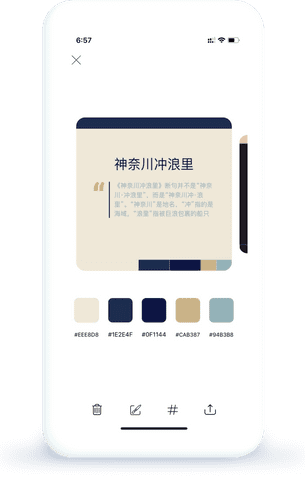 6:57
神奈川冲浪里
“
《神奈川冲浪里》断句并不是“神奈
川·冲浪里”，而是“神奈川冲·浪
里”。“神奈川”是地名，“冲”指的是
海域，“浪里”指被巨浪包裹的船只
#EEE8D8 #1E2E4F #0F1144 #CAB387 #94B3B8
#